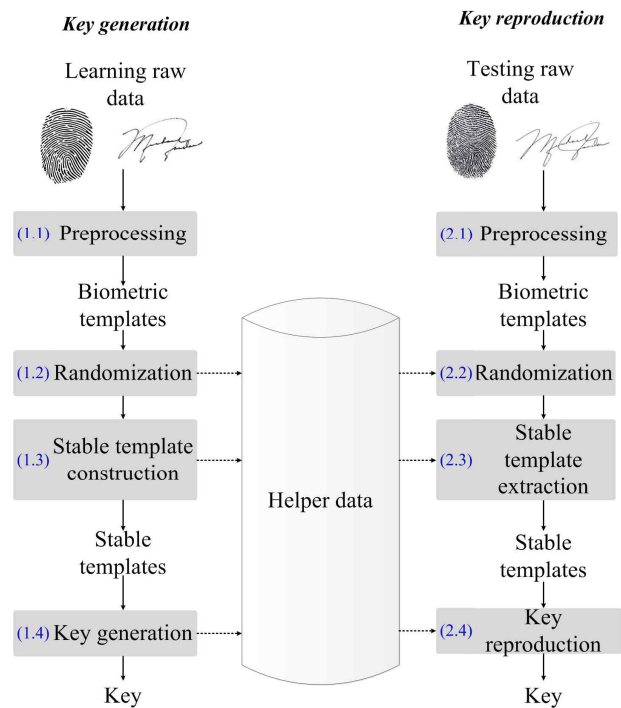 Key generation
Learning raw
data
(1.1) Preprocessing
Biometric
templates
(1.2) Randomization
(1.3) Stable template
construction
Stable
templates
(1.4) Key generation
Key
Helper data
Key reproduction
Testing raw
data
(2.1) Preprocessing
Biometric
templates
(2.2) Randomization
(2.3) Stable
template
extraction
Stable
templates
(2.4) Key
reproduction
Key